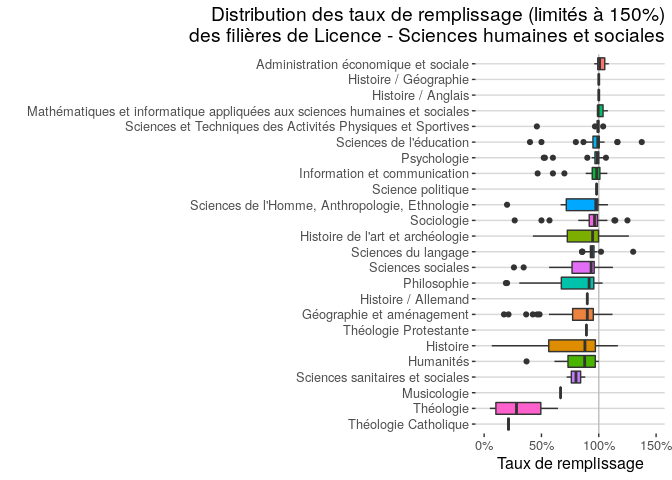 Distribution des taux de remplissage (limités à 150%)
des filières de Licence - Sciences humaines et sociales
Administration économique et sociale
Histoire / Géographie
Histoire / Anglais
Mathématiques et informatique appliquées aux sciences humaines et sociales
Sciences et Techniques des Activités Physiques et Sportives
Sciences de l'éducation
Psychologie
Information et communication
Science politique
Sciences de l'Homme, Anthropologie, Ethnologie
Sociologie
Histoire de l'art et archéologie
Sciences du langage
Sciences sociales
Philosophie
Histoire / Allemand
Géographie et aménagement
Théologie Protestante
Histoire
Humanités
Sciences sanitaires et sociales
Musicologie
Théologie
Théologie Catholique
0% 50% 100% 150%
Taux de remplissage